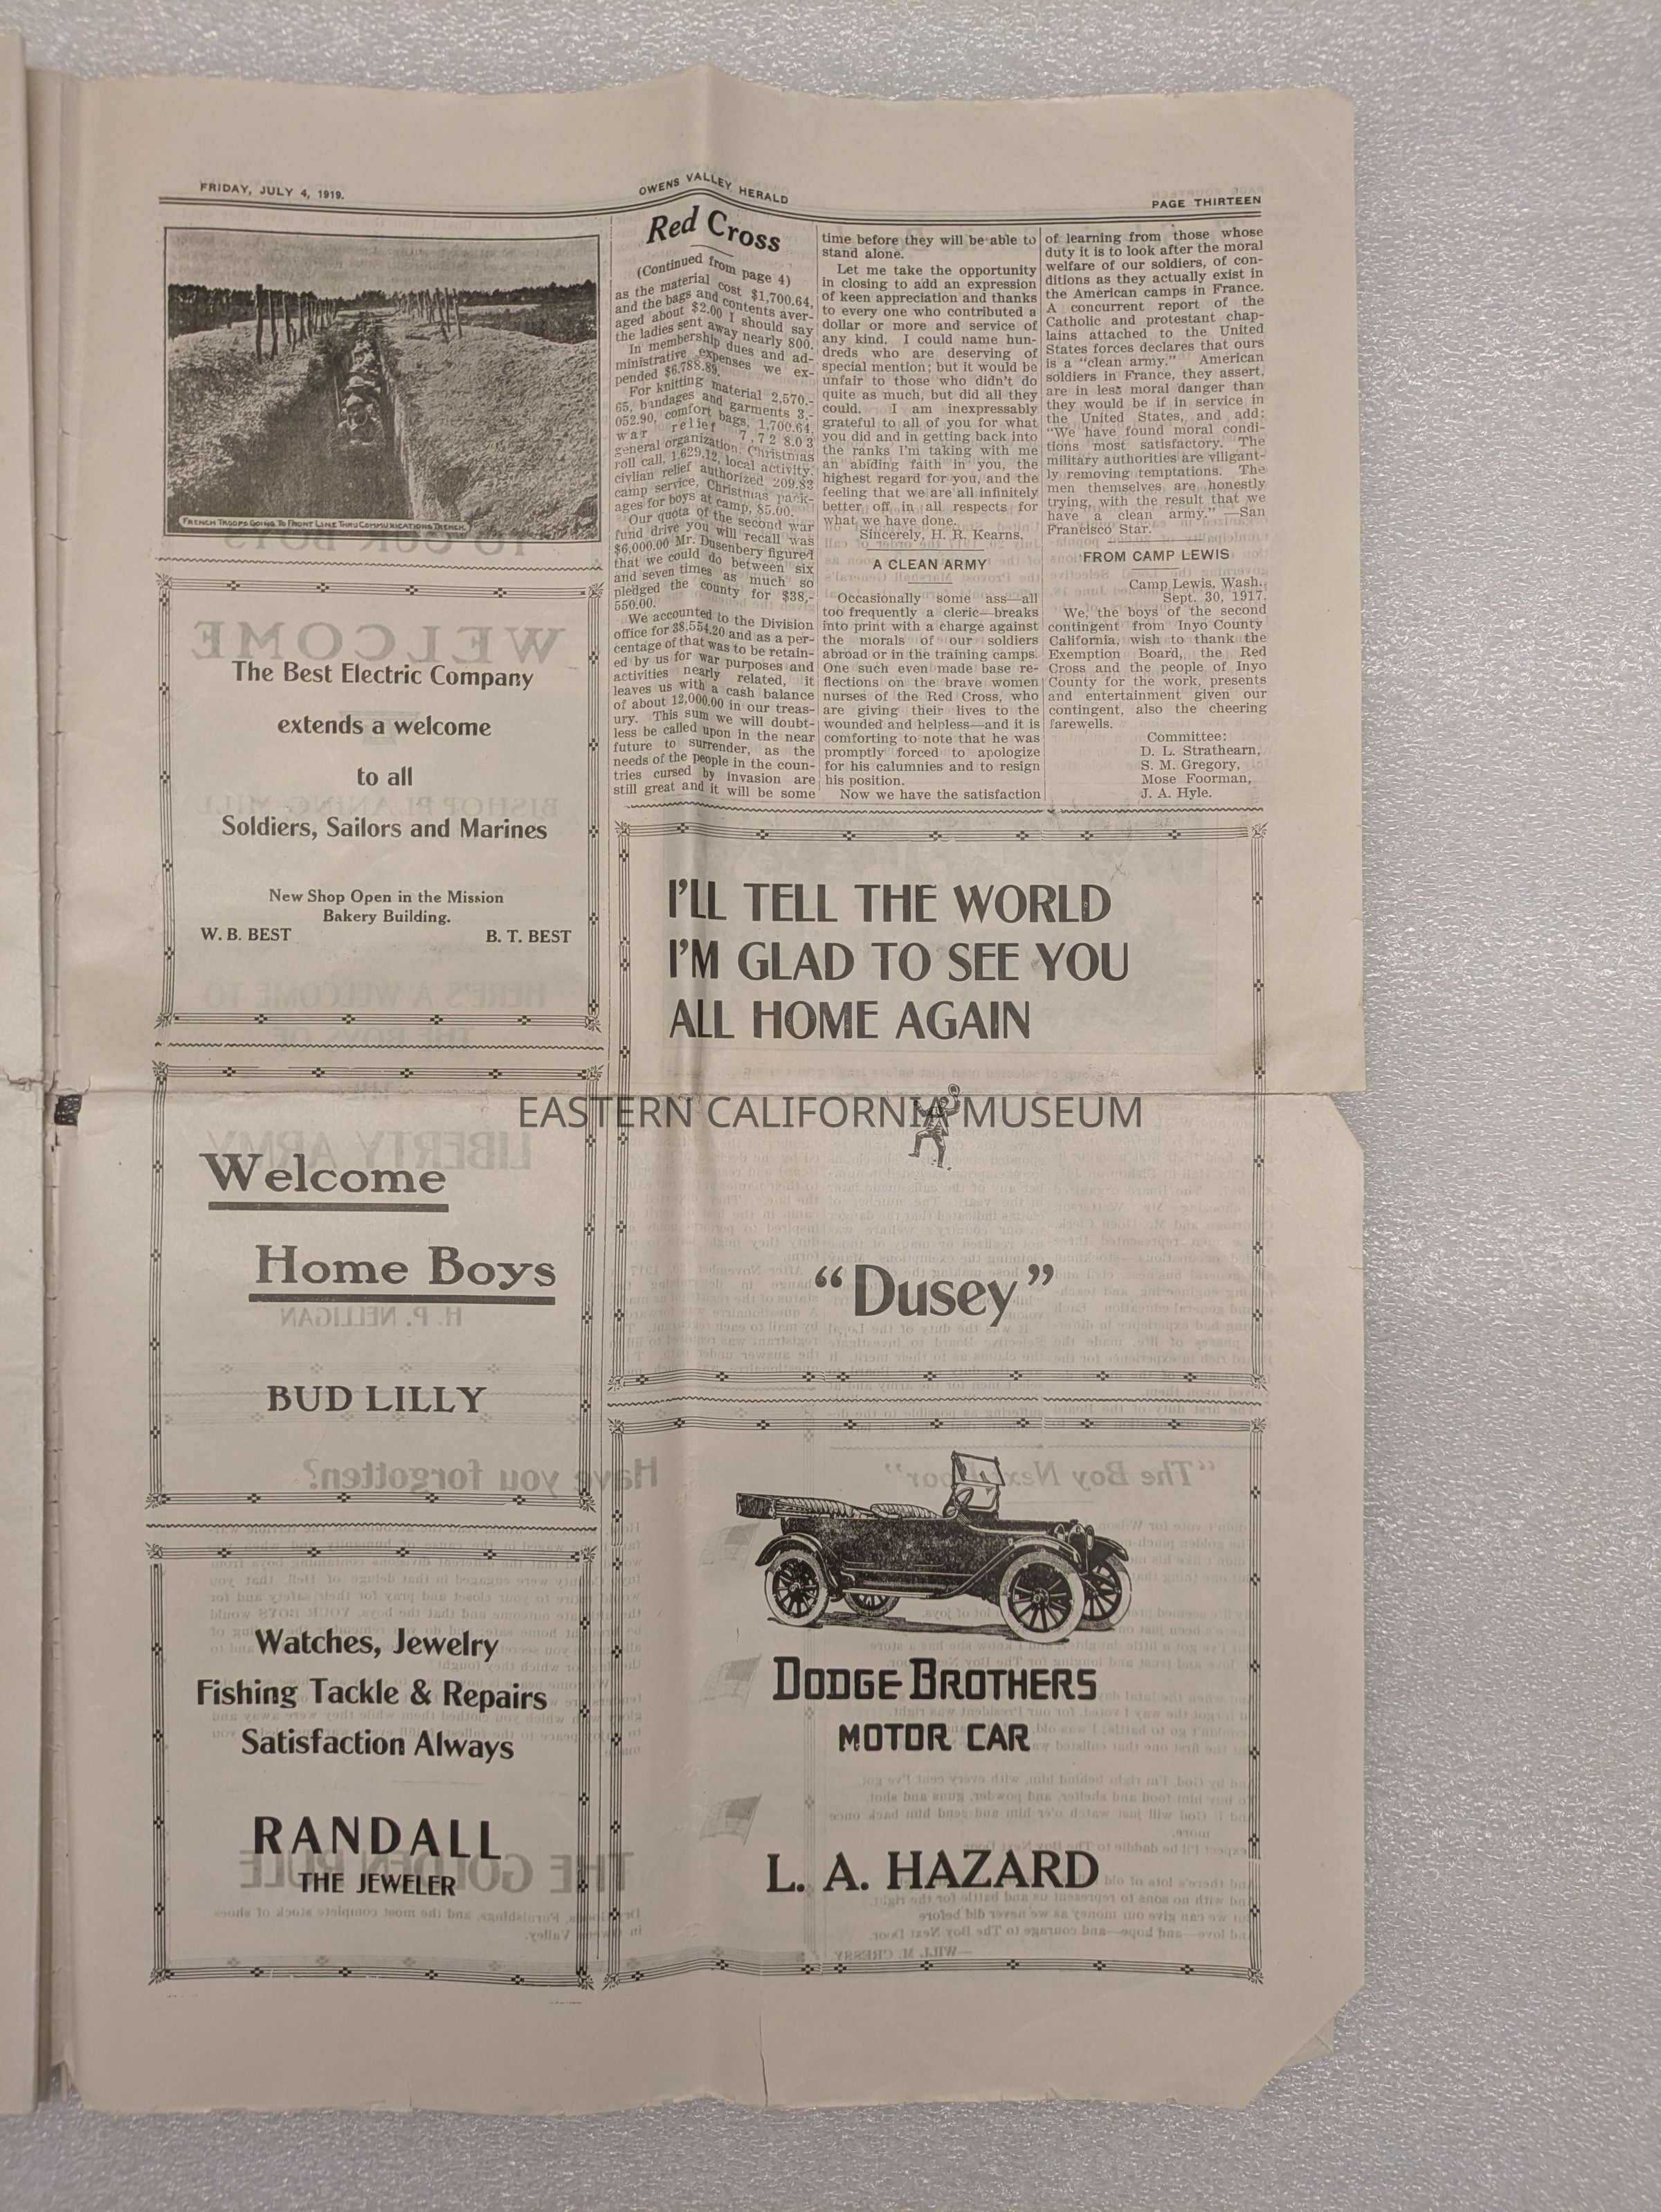 FRIDAY, JULY 4, 1919.
OWENS VALLEY HERALD
PAGE THIRTEEN
FRENCH TROOPS GOING TO FRONT LINE THRU COMMUNICATIONS TRENCH.
The Best Electric Company
extends a welcome
to all
Soldiers, Sailors and Marines
New Shop Open in the Mission
Bakery Building.
W. B. BEST
B. T. BEST
Welcome
Home Boys
BUD LILLY
Watches, Jewelry
Fishing Tackle & Repairs
Satisfaction Always
RANDALL
THE JEWELER
Red Cross
(Continued from page 4)
as the material cost $1,700.64,
and the bags and contents aver-
aged about $2.00 I should say
the ladies sent away nearly 800.
In membership dues and ad-
ministrative expenses we ex-
pended $6.788.89.
For knitting material 2,570.-
65, bandages and garments 3,-
052.90, comfort bags, 1,700.64,
war relief 7,728.03
general organization, Christmas
roll call, 1,629.12, local activity.
civilian relief authorized 209.83
camp service, Christmas pack-
ages for boys at camp, 85.00.
Our quota of the second war
fund drive you will recall was
$6,000.00 Mr. Dusenbery figured
that we could do between six
and seven times as much so
pledged the county for $38,-
550.00.
We accounted to the Division
office for 38,554.20 and as a per-
centage of that was to be retain-
ed by us for war purposes and
activities nearly related, it
leaves us with a cash balance
of about 12,000.00 in our treas-
ury. This sum we will doubt-
less be called upon in the near
future to surrender, as the
needs of the people in the coun-
tries cursed by invasion are
still great and it will be some
time before they will be able to
stand alone.
Let me take the opportunity
in closing to add an expression
of keen appreciation and thanks
to every one who contributed a
dollar or more and service of
any kind. I could name hun-
dreds who are deserving of
special mention; but it would be
unfair to those who didn't do
quite as much, but did all they
could. I am inexpressably
grateful to all of you for what
you did and in getting back into
the ranks I'm taking with me
an abiding faith in you, the
highest regard for you, and the
feeling that we are all infinitely
better off in all respects for
what we have done.
Sincerely, H. R. Kearns,
A CLEAN ARMY
Occasionally some ass—all
too frequently a cleric—breaks
into print with a charge against
the morals of our soldiers
abroad or in the training camps.
One such even made base re-
flections on the brave women
nurses of the Red Cross, who
are giving their lives to the
wounded and helpless—and it is
comforting to note that he was
promptly forced to apologize
for his calumnies and to resign
his position.
Now we have the satisfaction
of learning from those whose
duty it is to look after the moral
welfare of our soldiers, of con-
ditions as they actually exist in
the American camps in France.
A concurrent report of the
Catholic and protestant chap-
lains attached to the United
States forces declares that ours
is a "clean army." American
soldiers in France, they assert,
are in less moral danger than
they would be if in service in
the United States, and add:
"We have found moral condi-
tions most satisfactory. The
military authorities are viligant-
ly removing temptations. The
men themselves are honestly
trying, with the result that we
have a clean army." —San
Francisco Star.
FROM CAMP LEWIS
Camp Lewis, Wash.,
Sept. 30, 1917.
We, the boys of the second
contingent from Inyo County
California, wish to thank the
Exemption Board,, the Red
Cross and the people of Inyo
County for the work, presents
and entertainment given our
contingent, also the cheering
farewells.
Committee:
D. L. Strathearn,
S. M. Gregory,
Mose Foorman,
J. A. Hyle.
I'LL TELL THE WORLD
I'M GLAD TO SEE YOU
ALL HOME AGAIN
EASTERN CALIFORNIA MUSEUM
"Dusey"
DODGE BROTHERS
MOTOR CAR
L. A. HAZARD